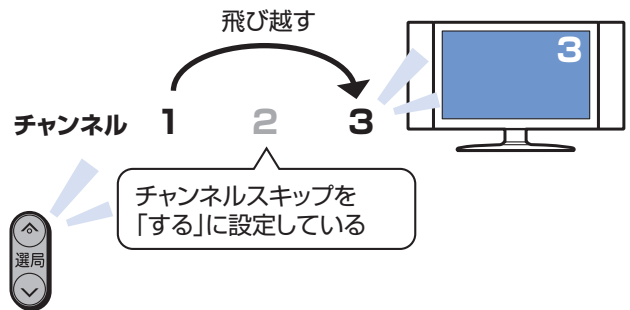 飛び越す
3
チャンネル 1 2 3
チャンネルスキップを
「する」に設定している
選局